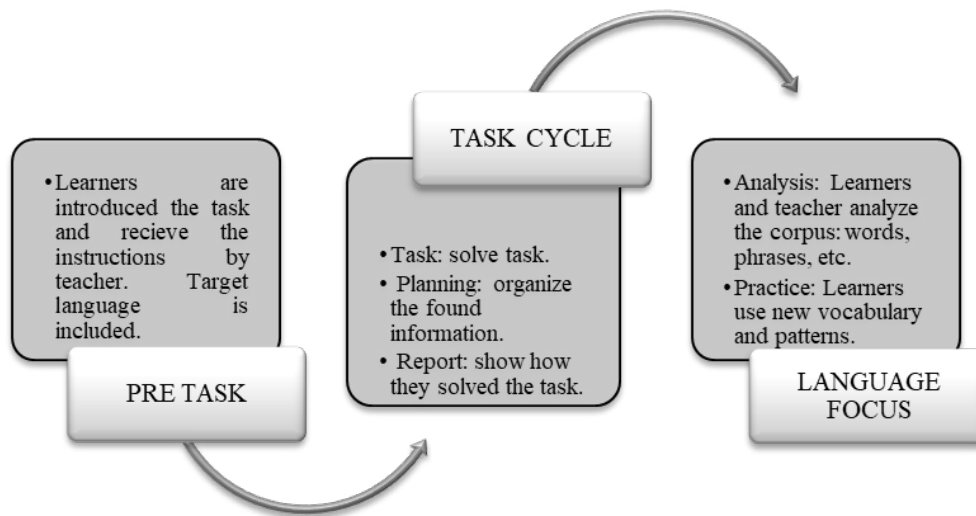 •Learners are
introduced the task
and recieve the
instructions by
teacher. Target
language is
included.
PRE TASK
TASK CYCLE
•Task: solve task.
• Planning: organize
the found
information.
• Report: show how
they solved the task.
•Analysis: Learners
and teacher analyze
the corpus: words,
phrases, etc.
•Practice: Learners
use new vocabulary
and patterns.
LANGUAGE
FOCUS